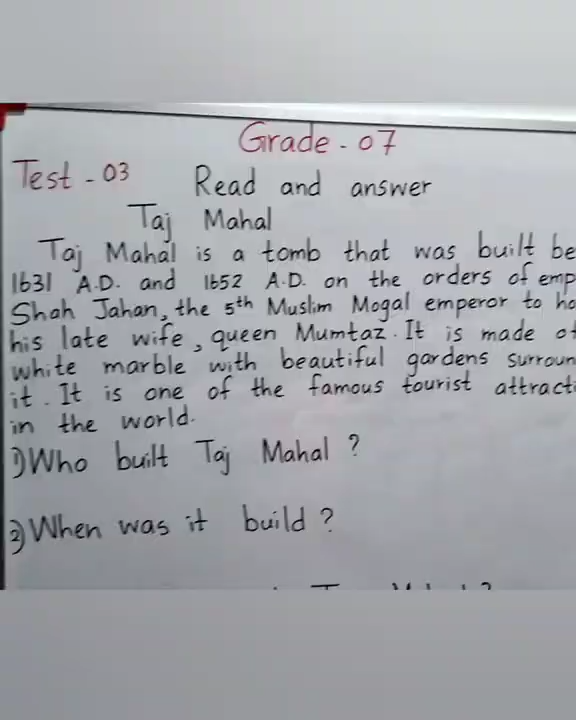 Grade - 07
Test - 03 Read and answer
Taj Mahal
Taj Mahal is a tomb that was built be
1631 A.D. and 1652 A.D. on the orders of emp
Shah Jahan, the 5th Muslim Mogal emperor to ho
his late wife, queen Mumtaz. It is made of
white marble with beautiful gardens surroun
it. It is one of the famous tourist attracti
in the world.
1) Who built Taj Mahal ?
2) When was it build ?